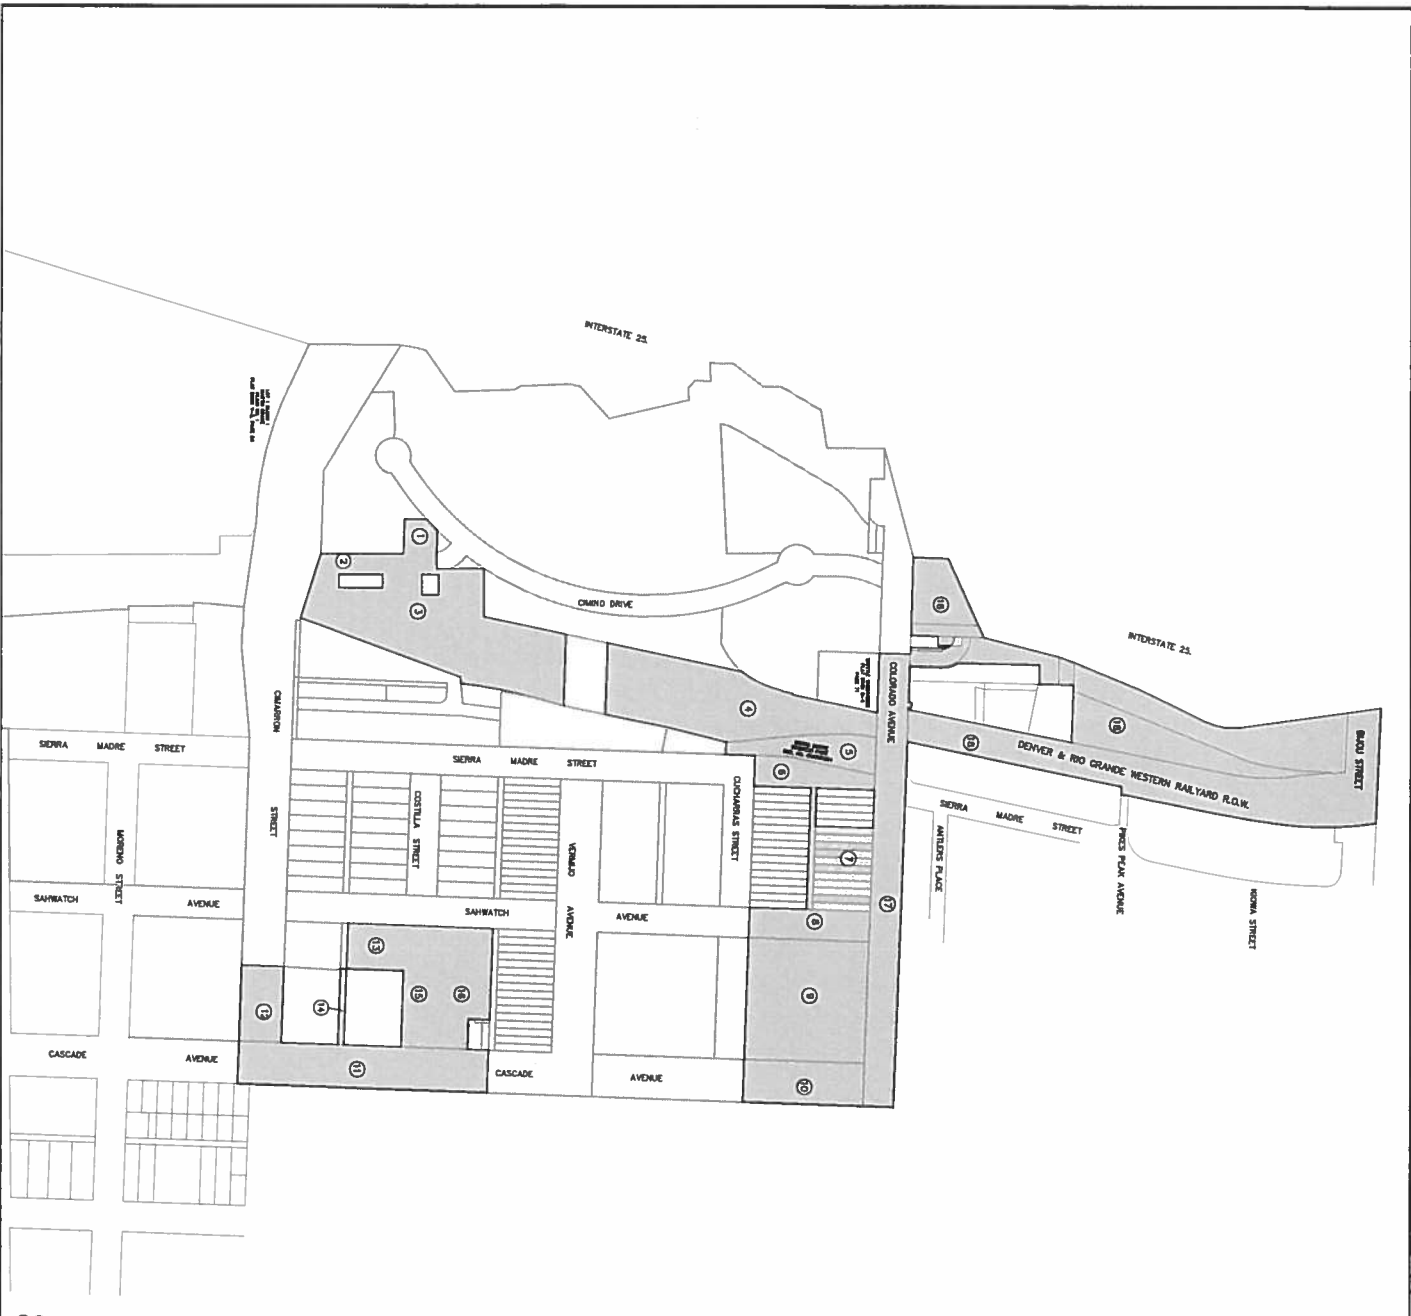 INTERSTATE 25.
1
2
3
CIMINO DRIVE
18
INTERSTATE 25.
CIMARRON
STREET
COLORADO AVENUE
4
5
6
18
18
DENVER & RIO GRANDE WESTERN RAILYARD R.O.W.
BIJOU STREET
SIERRA MADRE STREET
SIERRA MADRE STREET
SIERRA MADRE STREET
MORENO STREET
COSTILLA STREET
VERMIJO AVENUE
CUCHARRAS STREET
7
ANTLERS PLACE
PIKES PEAK AVENUE
KIOWA STREET
SAHWATCH AVENUE
SAHWATCH AVENUE
8
17
13
14
15
16
12
9
CASCADE AVENUE
11
CASCADE AVENUE
10